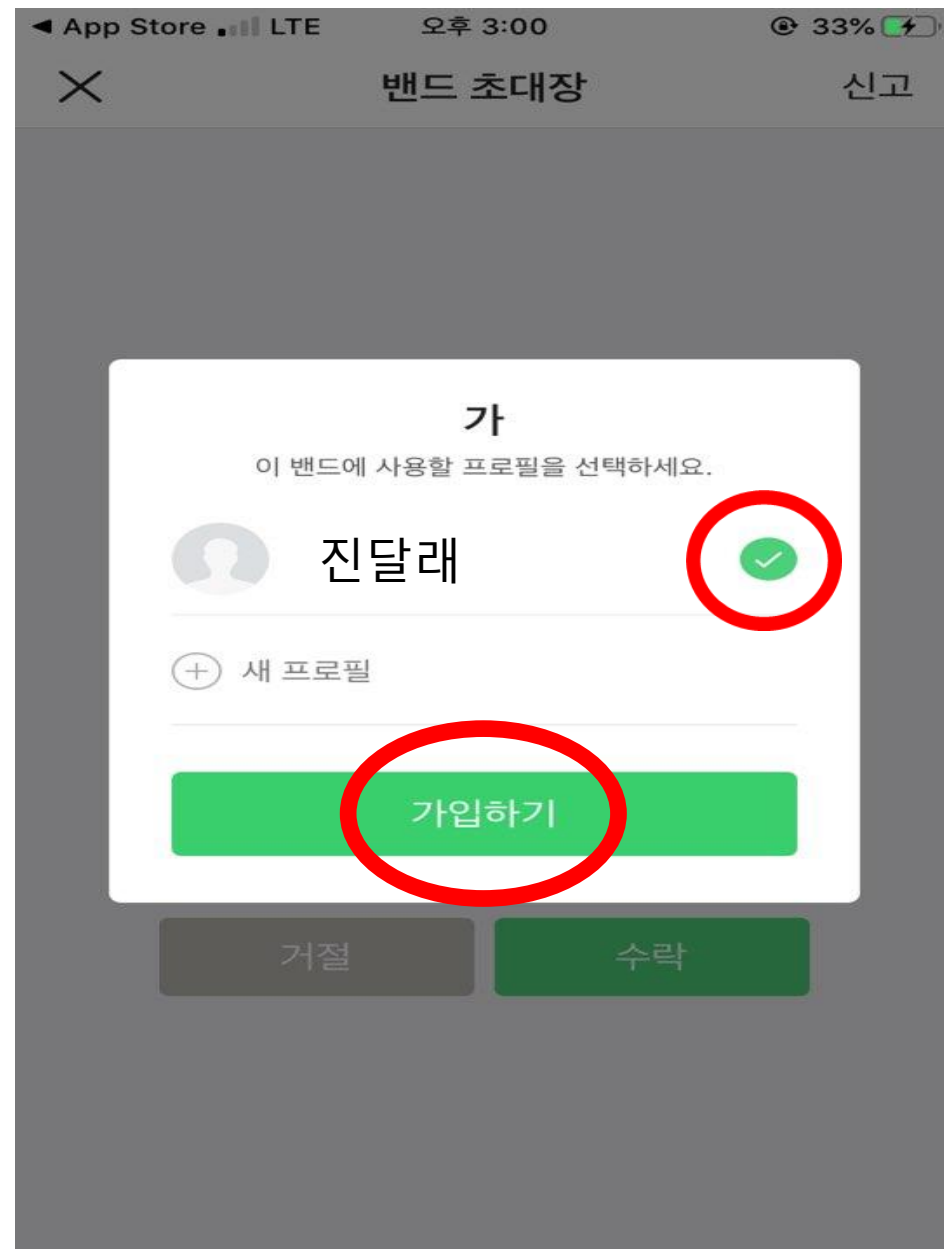 ◀ App Store LTE 오후 3:00 33%
밴드 초대장 신고
가
이 밴드에 사용할 프로필을 선택하세요.
진달래
새 프로필
가입하기
거절 수락